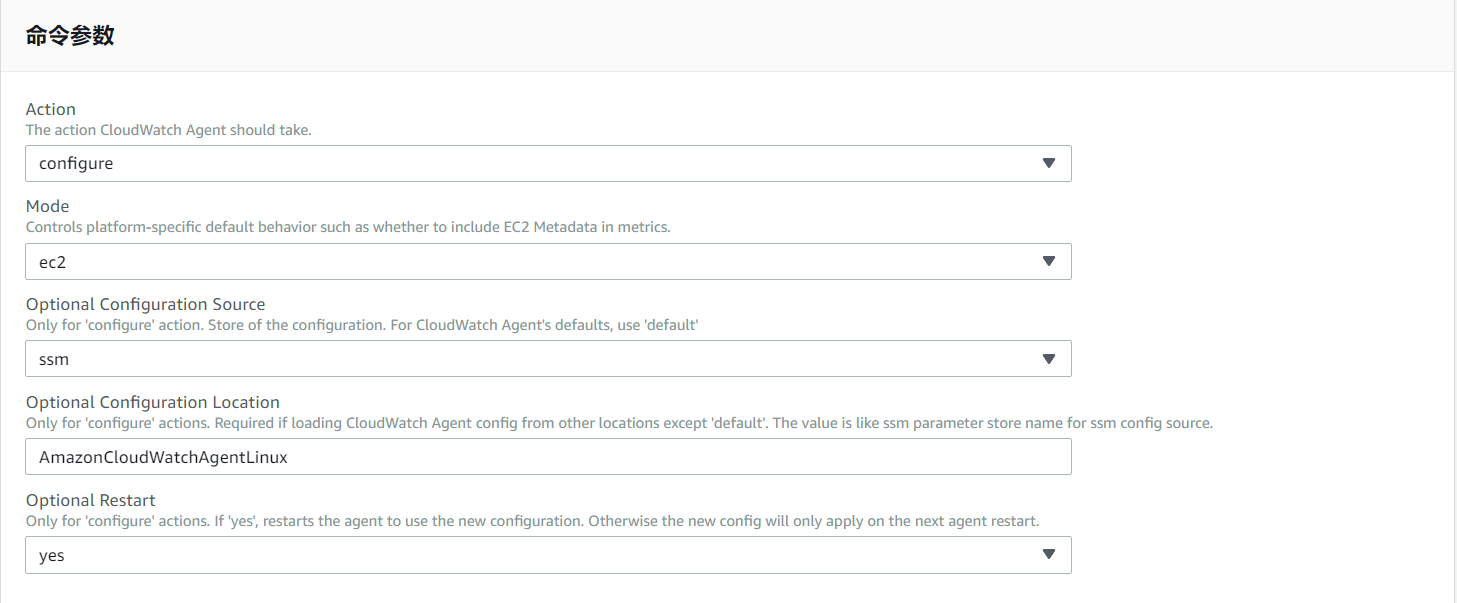 命令参数
Action
The action CloudWatch Agent should take.
configure
Mode
Controls platform-specific default behavior such as whether to include EC2 Metadata in metrics.
ec2
Optional Configuration Source
Only for 'configure' action. Store of the configuration. For CloudWatch Agent's defaults, use 'default'
ssm
Optional Configuration Location
Only for 'configure' actions. Required if loading CloudWatch Agent config from other locations except 'default'. The value is like ssm parameter store name for ssm config source.
AmazonCloudWatchAgentLinux
Optional Restart
Only for 'configure' actions. If 'yes', restarts the agent to use the new configuration. Otherwise the new config will only apply on the next agent restart.
yes